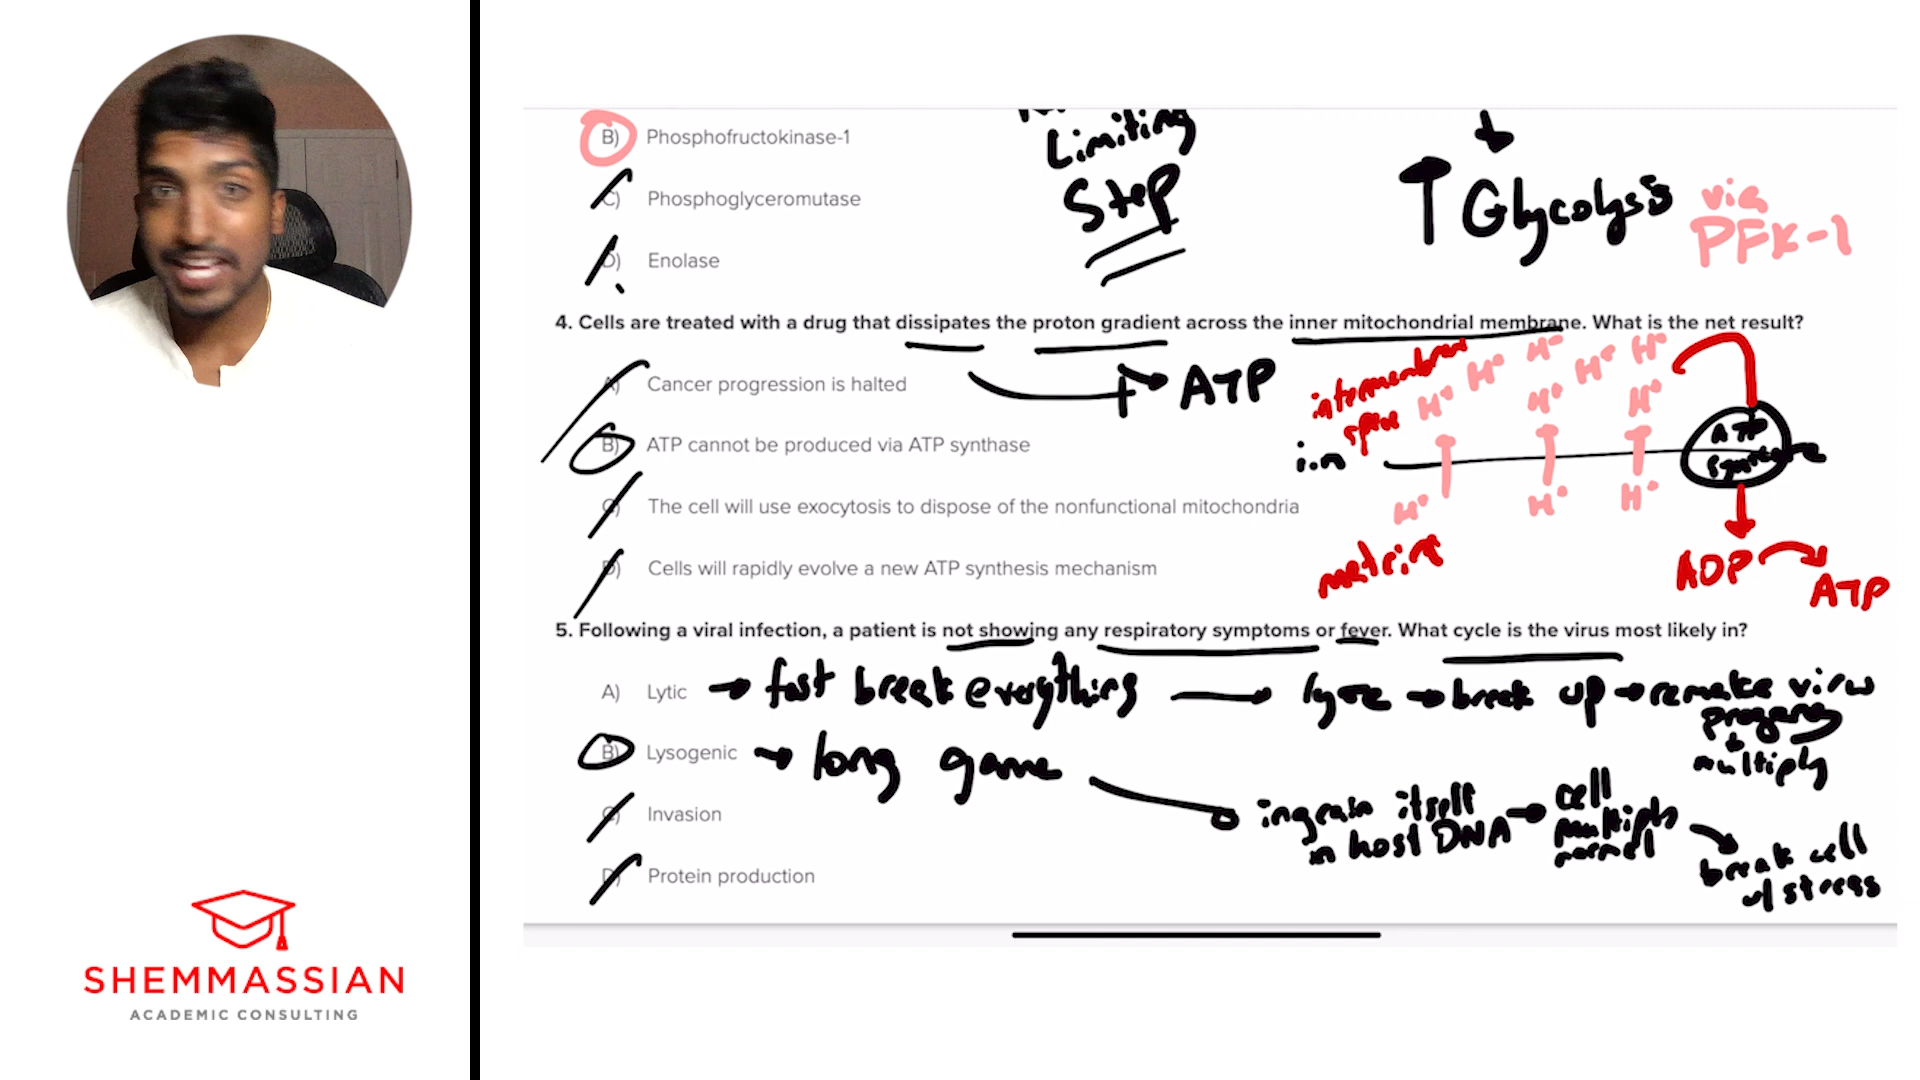 Limiting
Step
↑ Glycolysis via
PFK-1
B) Phosphofructokinase-1
C) Phosphoglyceromutase
D) Enolase
4. Cells are treated with a drug that dissipates the proton gradient across the inner mitochondrial membrane. What is the net result?
A) Cancer progression is halted
ATP
B) ATP cannot be produced via ATP synthase
C) The cell will use exocytosis to dispose of the nonfunctional mitochondria
D) Cells will rapidly evolve a new ATP synthesis mechanism
intermembrane
space
H+ H+ H+ H+
H+ H+ H+
i.m
ATP
H+ H+ H+
matrix
ADP → ATP
5. Following a viral infection, a patient is not showing any respiratory symptoms or fever. What cycle is the virus most likely in?
A) Lytic → fast break everything → lyse → break up → remake virus
progeny
+
multiply
B) Lysogenic → long game
ingrain itself → cell
in host DNA multiply
normal
break cell
w/ stress
C) Invasion
D) Protein production
SHEMMASSIAN
ACADEMIC CONSULTING